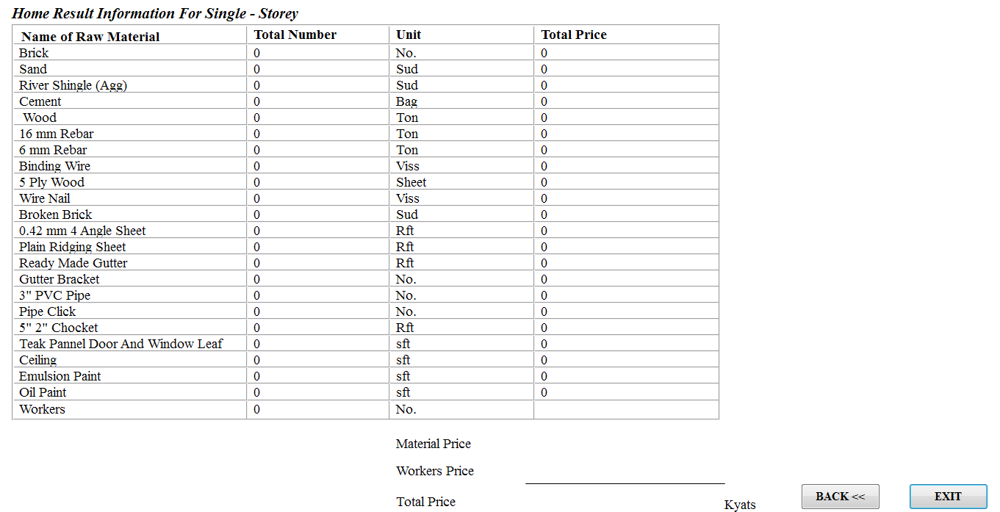 Home Result Information For Single - Storey
Name of Raw Material Total Number Unit Total Price
Brick 0 No. 0
Sand 0 Sud 0
River Shingle (Agg) 0 Sud 0
Cement 0 Bag 0
Wood 0 Ton 0
16 mm Rebar 0 Ton 0
6 mm Rebar 0 Ton 0
Binding Wire 0 Viss 0
5 Ply Wood 0 Sheet 0
Wire Nail 0 Viss 0
Broken Brick 0 Sud 0
0.42 mm 4 Angle Sheet 0 Rft 0
Plain Ridging Sheet 0 Rft 0
Ready Made Gutter 0 Rft 0
Gutter Bracket 0 No. 0
3" PVC Pipe 0 No. 0
Pipe Click 0 No. 0
5" 2" Chocket 0 Rft 0
Teak Pannel Door And Window Leaf 0 sft 0
Ceiling 0 sft 0
Emulsion Paint 0 sft 0
Oil Paint 0 sft 0
Workers 0 No.
Material Price
Workers Price
Total Price Kyats
BACK << EXIT